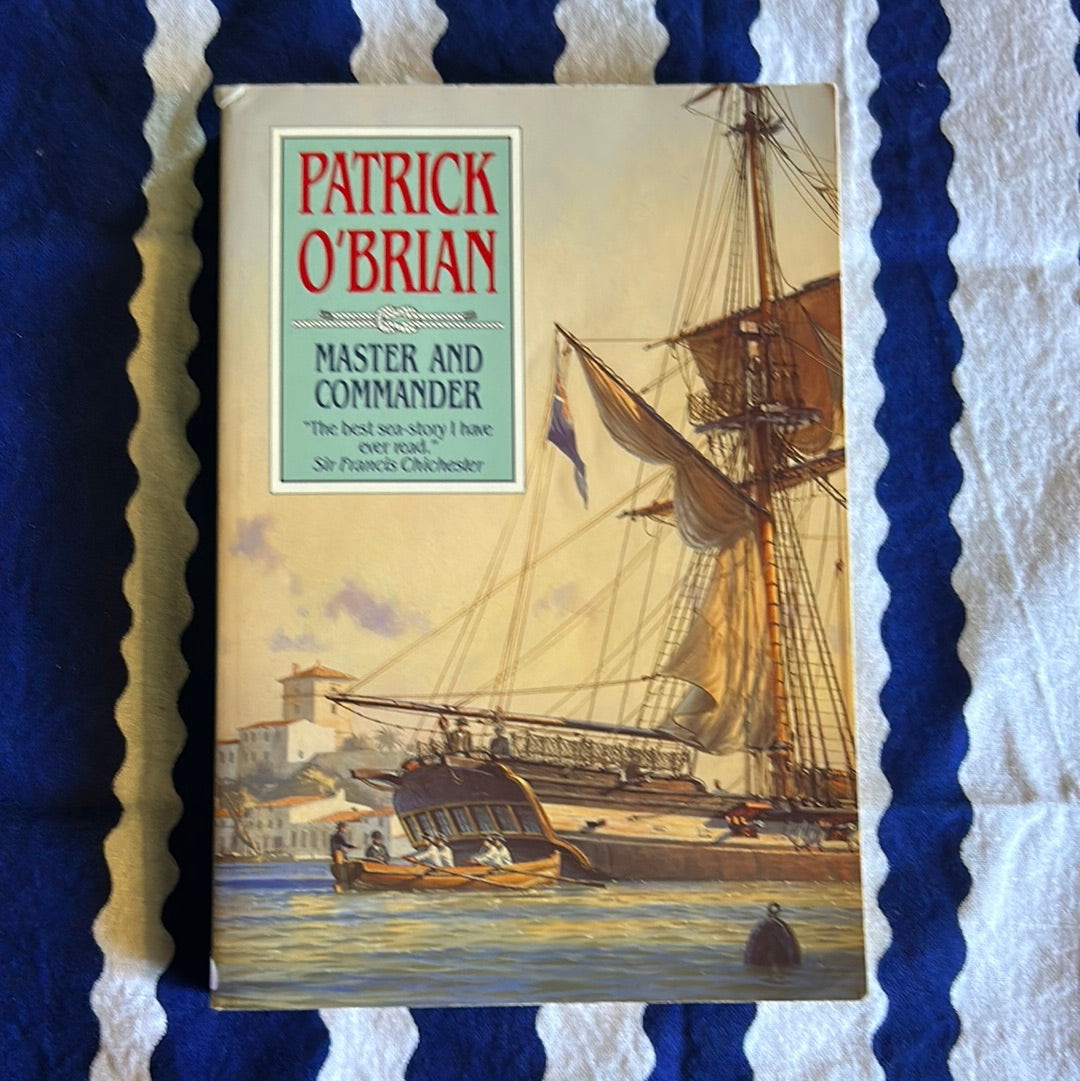 PATRICK
O'BRIAN
MASTER AND
COMMANDER
"The best sea-story I have
ever read."
Sir Francis Chichester